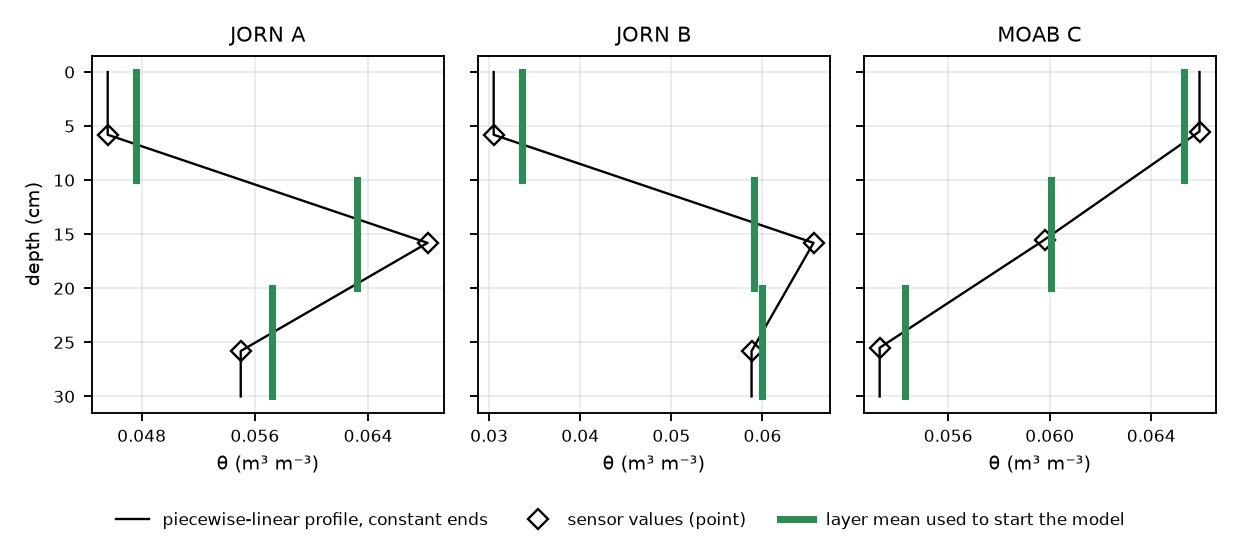 JORN A
JORN B
MOAB C
depth (cm)
0
5
10
15
20
25
30
0.048 0.056 0.064
0.03 0.04 0.05 0.06
0.056 0.060 0.064
θ (m³ m⁻³)
θ (m³ m⁻³)
θ (m³ m⁻³)
piecewise-linear profile, constant ends
sensor values (point)
layer mean used to start the model